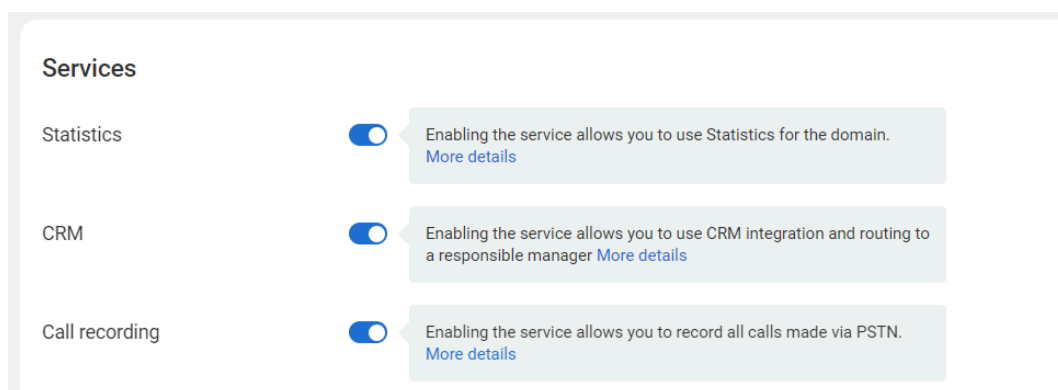 Services
Statistics
Enabling the service allows you to use Statistics for the domain.
More details
CRM
Enabling the service allows you to use CRM integration and routing to
a responsible manager More details
Call recording
Enabling the service allows you to record all calls made via PSTN.
More details